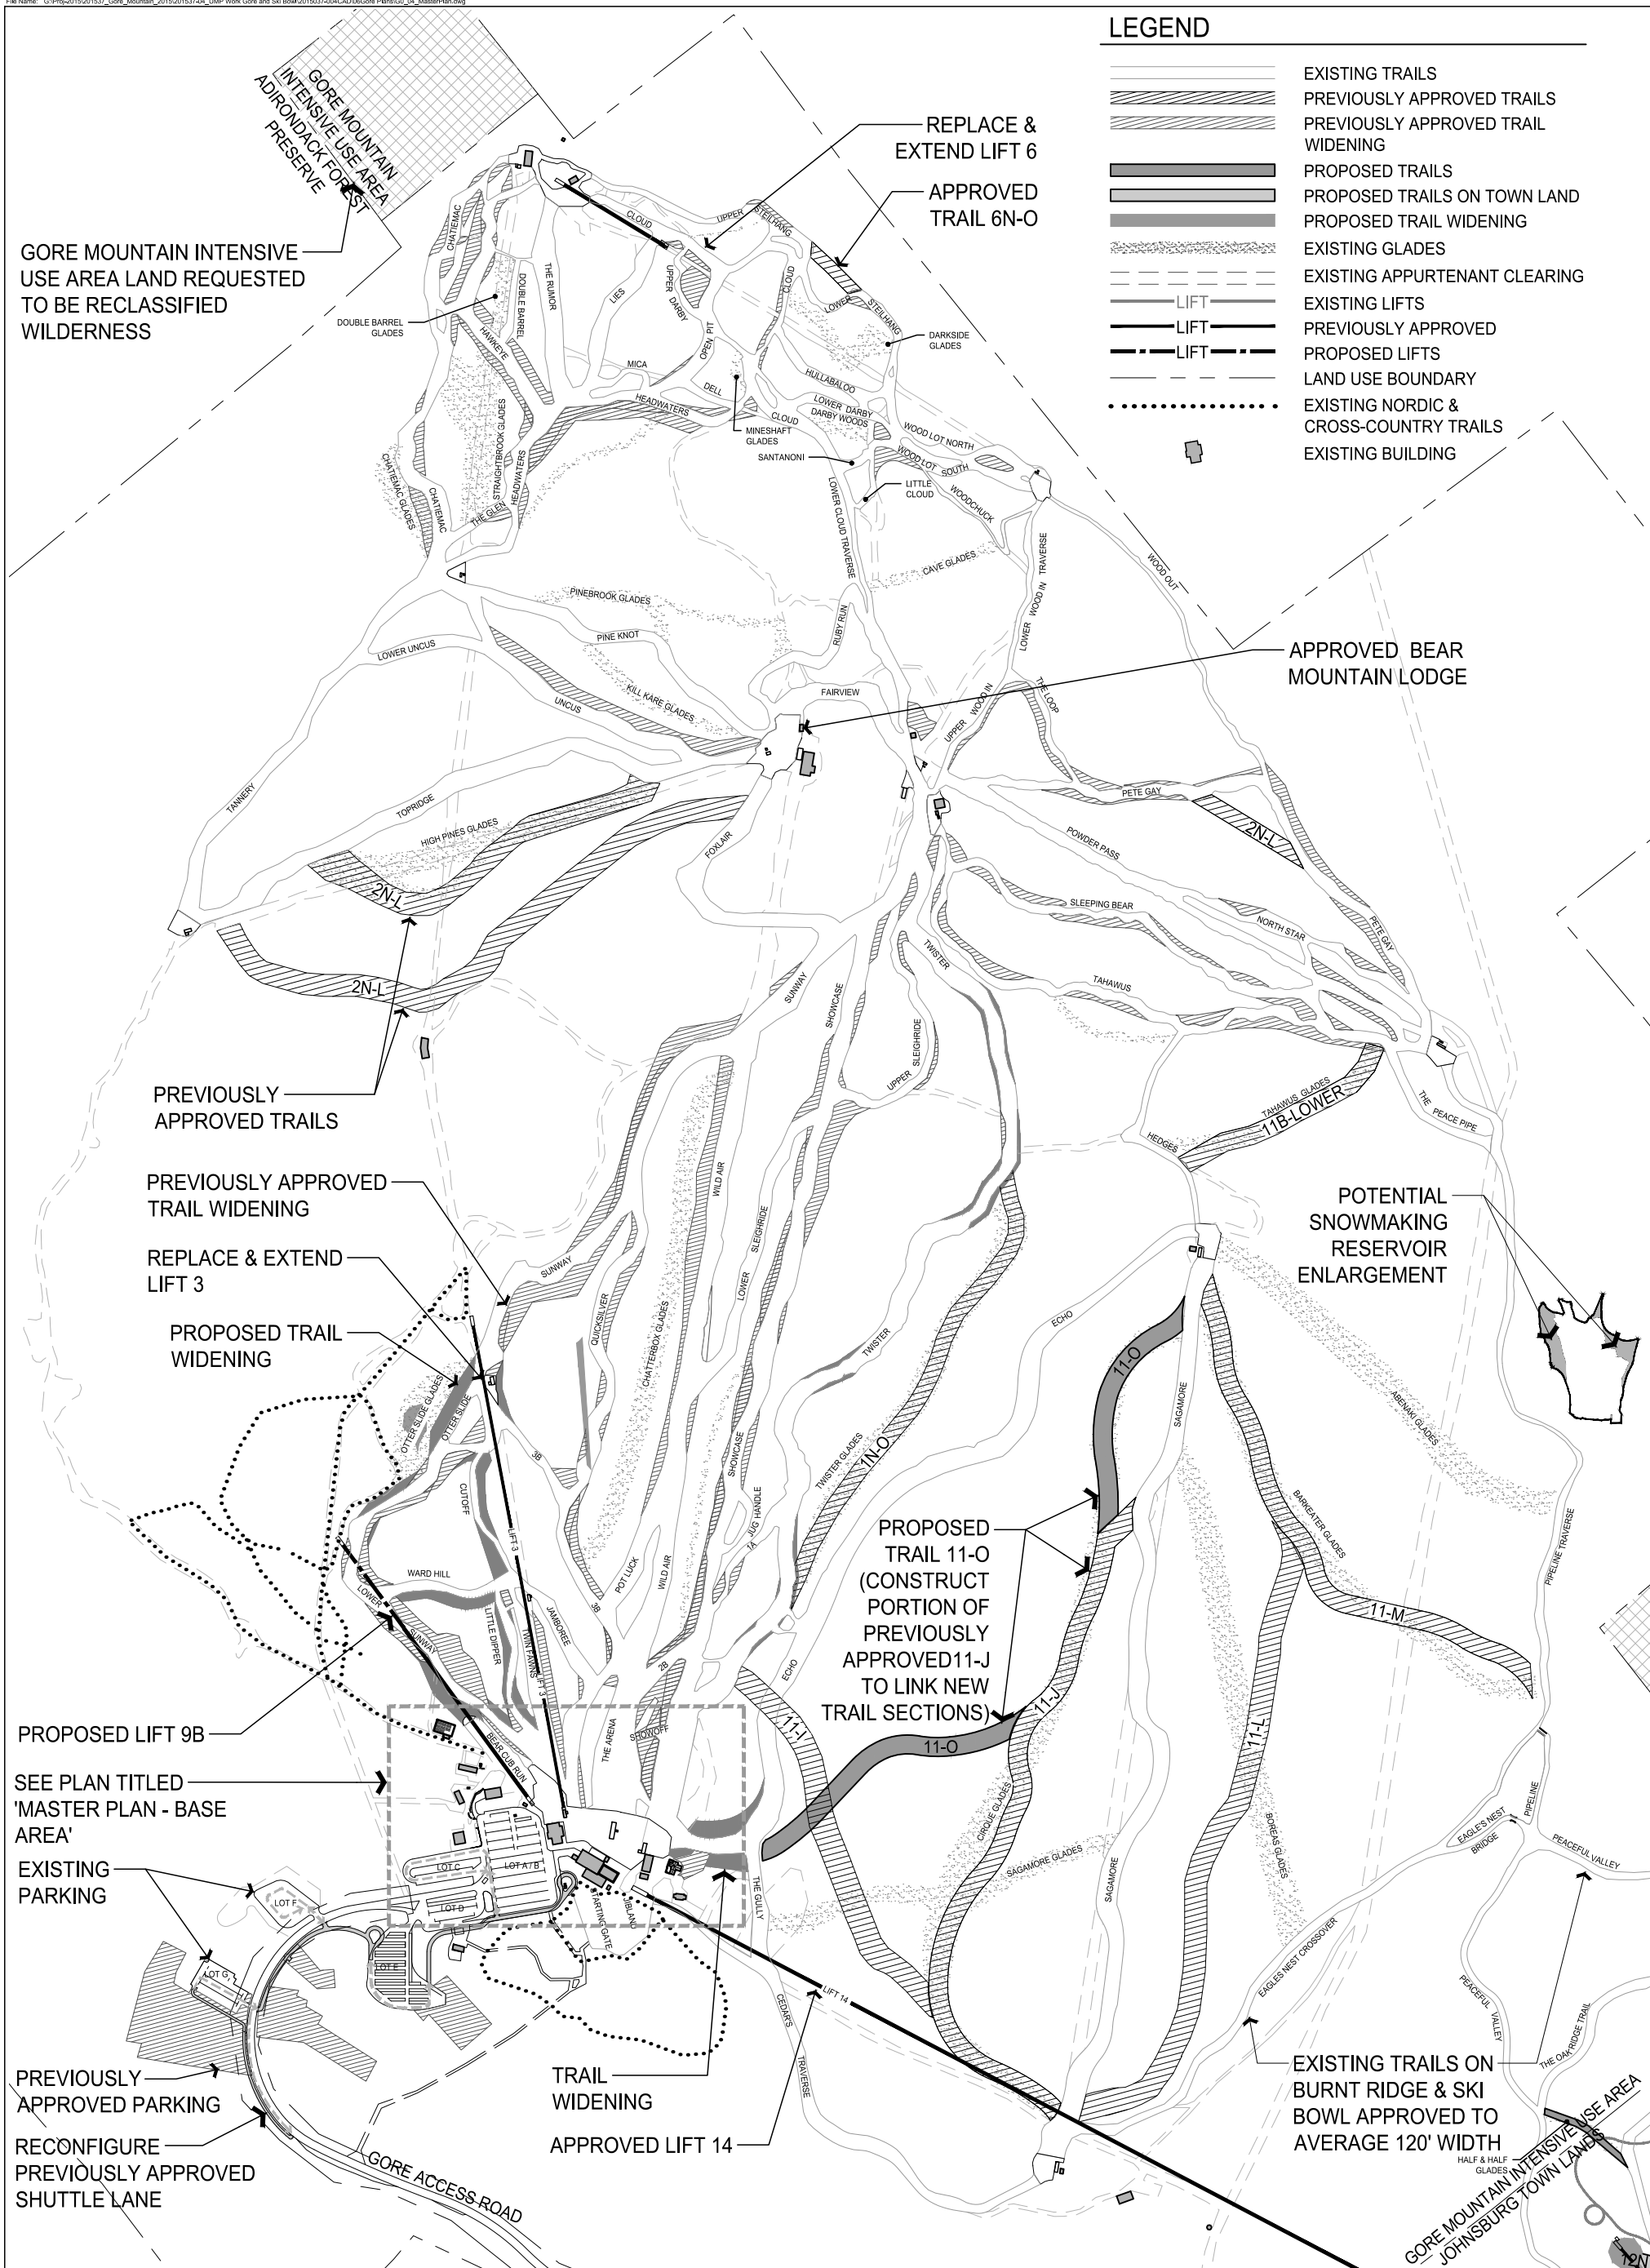 LEGEND
EXISTING TRAILS
PREVIOUSLY APPROVED TRAILS
PREVIOUSLY APPROVED TRAIL
WIDENING
PROPOSED TRAILS
PROPOSED TRAILS ON TOWN LAND
PROPOSED TRAIL WIDENING
EXISTING GLADES
EXISTING APPURTENANT CLEARING
LIFT
EXISTING LIFTS
LIFT
PREVIOUSLY APPROVED
LIFT
PROPOSED LIFTS
LAND USE BOUNDARY
EXISTING NORDIC &
CROSS-COUNTRY TRAILS
EXISTING BUILDING
GORE MOUNTAIN
INTENSIVE USE AREA
ADIRONDACK FOREST
PRESERVE
GORE MOUNTAIN INTENSIVE
USE AREA LAND REQUESTED
TO BE RECLASSIFIED
WILDERNESS
REPLACE &
EXTEND LIFT 6
APPROVED
TRAIL 6N-O
CHATIEMAC
CLOUD
UPPER
STEILHANG
DOUBLE BARREL
THE RUMOR
LIES
UPPER DARBY
CLOUD
LOWER
STEILHANG
DOUBLE BARREL
GLADES
HAWKEYE
OPEN PIT
DARKSIDE
GLADES
MICA
DELL
HULLABALOO
HEADWATERS
CLOUD
LOWER DARBY
DARBY WOODS
MINESHAFT
GLADES
WOOD LOT NORTH
SANTANONI
WOOD LOT SOUTH
LITTLE
CLOUD
WOODCHUCK
STRAIGHTBROOK GLADES
HEADWATERS
CHATIEMAC GLADES
CHATIEMAC
THE GLEN
LOWER CLOUD TRAVERSE
CAVE GLADES
LOWER WOOD IN TRAVERSE
WOOD OUT
PINEBROOK GLADES
PINE KNOT
RUBY RUN
LOWER UNCUS
KILL KARE GLADES
UNCUS
FAIRVIEW
UPPER WOOD IN
THE LOOP
APPROVED BEAR
MOUNTAIN LODGE
TANNERY
TOPRIDGE
HIGH PINES GLADES
FOXLAIR
PETE GAY
2N-L
POWDER PASS
2N-L
2N-L
SLEEPING BEAR
NORTH STAR
PETE GAY
TWISTER
TAHAWUS
SUNWAY
SHOWCASE
UPPER SLEIGHRIDE
PREVIOUSLY
APPROVED TRAILS
TAHAWUS GLADES
11B-LOWER
THE PEACE PIPE
HEDGES
PREVIOUSLY APPROVED
TRAIL WIDENING
REPLACE & EXTEND
LIFT 3
PROPOSED TRAIL
WIDENING
WILD AIR
LOWER SLEIGHRIDE
SUNWAY
QUICKSILVER
CHATTERBOX GLADES
TWISTER
ECHO
11-O
SAGAMORE
ABENAKI GLADES
POTENTIAL
SNOWMAKING
RESERVOIR
ENLARGEMENT
OTTER SLIDE GLADES
OTTER SLIDE
3B
SHOWCASE
TWISTER GLADES
1N-O
JUG HANDLE
1A
CUTOFF
LIFT 3
BARKEATER GLADES
PIPELINE TRAVERSE
PROPOSED
TRAIL 11-O
(CONSTRUCT
PORTION OF
PREVIOUSLY
APPROVED11-J
TO LINK NEW
TRAIL SECTIONS)
WARD HILL
LOWER
SUNWAY
LITTLE DIPPER
TWIN FAWNS
LIFT 3
JAMBOREE
3B
POT LUCK
WILD AIR
2B
ECHO
11-M
11-I
11-J
11-L
PROPOSED LIFT 9B
BEAR CUB RUN
THE ARENA
SHOWOFF
11-O
SEE PLAN TITLED
'MASTER PLAN - BASE
AREA'
EXISTING
PARKING
LOT C
LOT A / B
LOT D
LOT F
LOT E
LOT G
STARTING GATE
JIBLAND
THE GULLY
CIRQUE GLADES
SAGAMORE GLADES
SAGAMORE
BOREAS GLADES
EAGLE'S NEST
BRIDGE
PIPELINE
PEACEFUL VALLEY
EAGLES NEST CROSSOVER
PEACEFUL VALLEY
THE OAK RIDGE TRAIL
LIFT 14
CEDAR'S
TRAVERSE
PREVIOUSLY
APPROVED PARKING
RECONFIGURE
PREVIOUSLY APPROVED
SHUTTLE LANE
GORE ACCESS ROAD
TRAIL
WIDENING
APPROVED LIFT 14
EXISTING TRAILS ON
BURNT RIDGE & SKI
BOWL APPROVED TO
AVERAGE 120' WIDTH
HALF & HALF
GLADES
GORE MOUNTAIN INTENSIVE USE AREA
JOHNSBURG TOWN LANDS